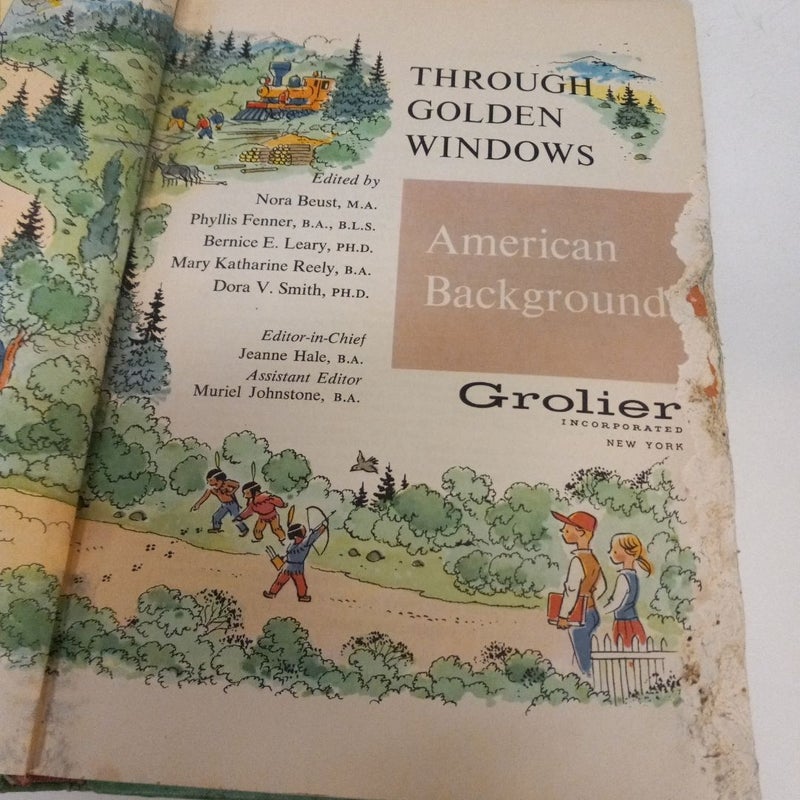 THROUGH
GOLDEN
WINDOWS
Edited by
Nora Beust, M.A.
Phyllis Fenner, B.A., B.L.S.
Bernice E. Leary, PH.D.
Mary Katharine Reely, B.A.
Dora V. Smith, PH.D.
Editor-in-Chief
Jeanne Hale, B.A.
Assistant Editor
Muriel Johnstone, B.A.
American
Background
Grolier
INCORPORATED
NEW YORK